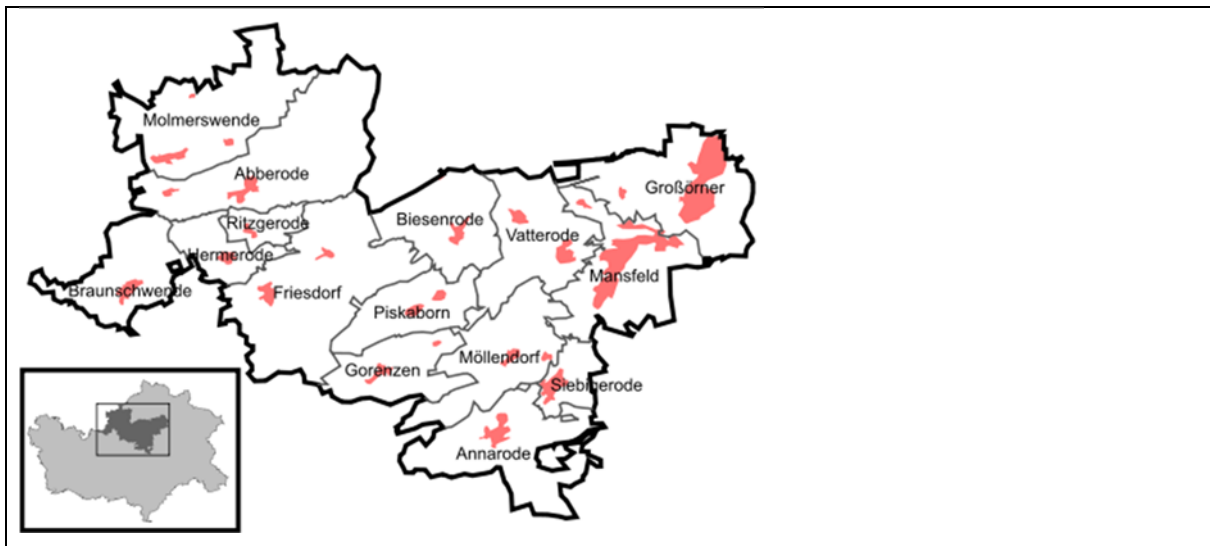 Molmerswende
Abberode
Großörner
Ritzgerode
Biesenrode
Vatterode
Hermerode
Mansfeld
Braunschwende
Friesdorf
Piskaborn
Möllendorf
Gorenzen
Siebigerode
Annarode